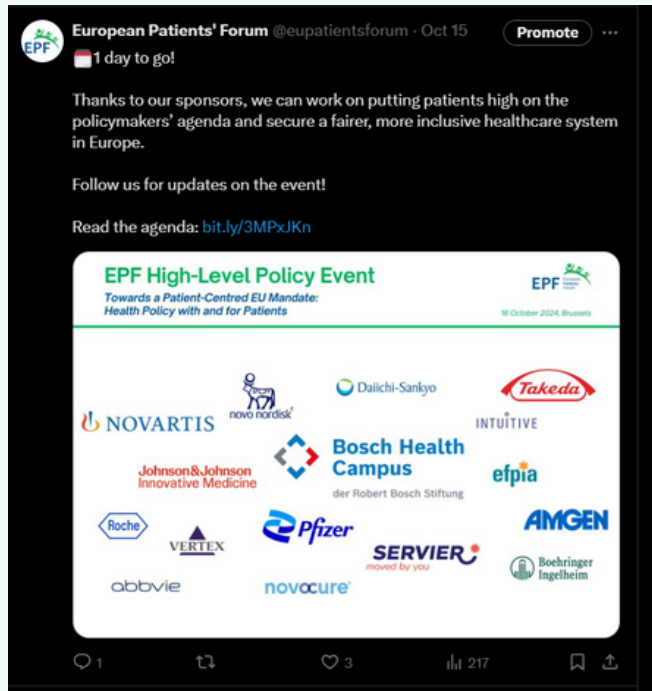 European Patients' Forum @eupatientsforum · Oct 15
Promote
EPF
1 day to go!
Thanks to our sponsors, we can work on putting patients high on the
policymakers' agenda and secure a fairer, more inclusive healthcare system
in Europe.
Follow us for updates on the event!
Read the agenda: bit.ly/3MPxJKn
EPF High-Level Policy Event
EPF
European
Patients
Forum
Towards a Patient-Centred EU Mandate:
Health Policy with and for Patients
16 October 2024, Brussels
NOVARTIS
novo nordisk
Daiichi-Sankyo
Takeda
INTUITIVE
Johnson&Johnson
Innovative Medicine
Bosch Health
Campus
der Robert Bosch Stiftung
efpia
Roche
VERTEX
Pfizer
SERVIER
moved by you
AMGEN
Boehringer
Ingelheim
abbvie
novocure
1
3
217